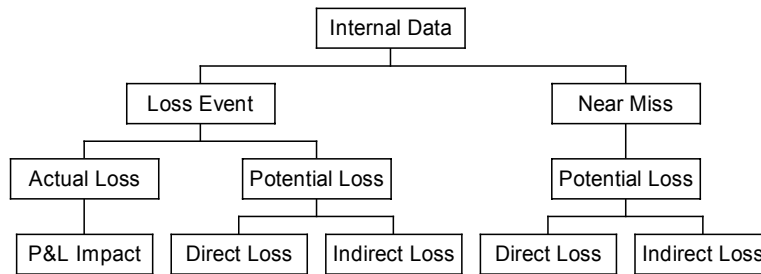 Internal Data
Loss Event
Near Miss
Actual Loss
Potential Loss
Potential Loss
P&L Impact
Direct Loss
Indirect Loss
Direct Loss
Indirect Loss